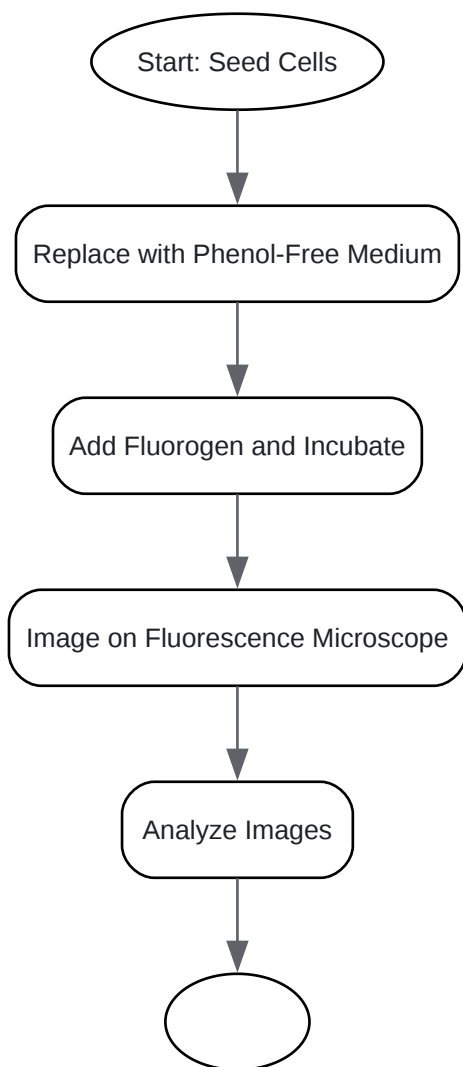 Start: Seed Cells
Replace with Phenol-Free Medium
Add Fluorogen and Incubate
Image on Fluorescence Microscope
Analyze Images